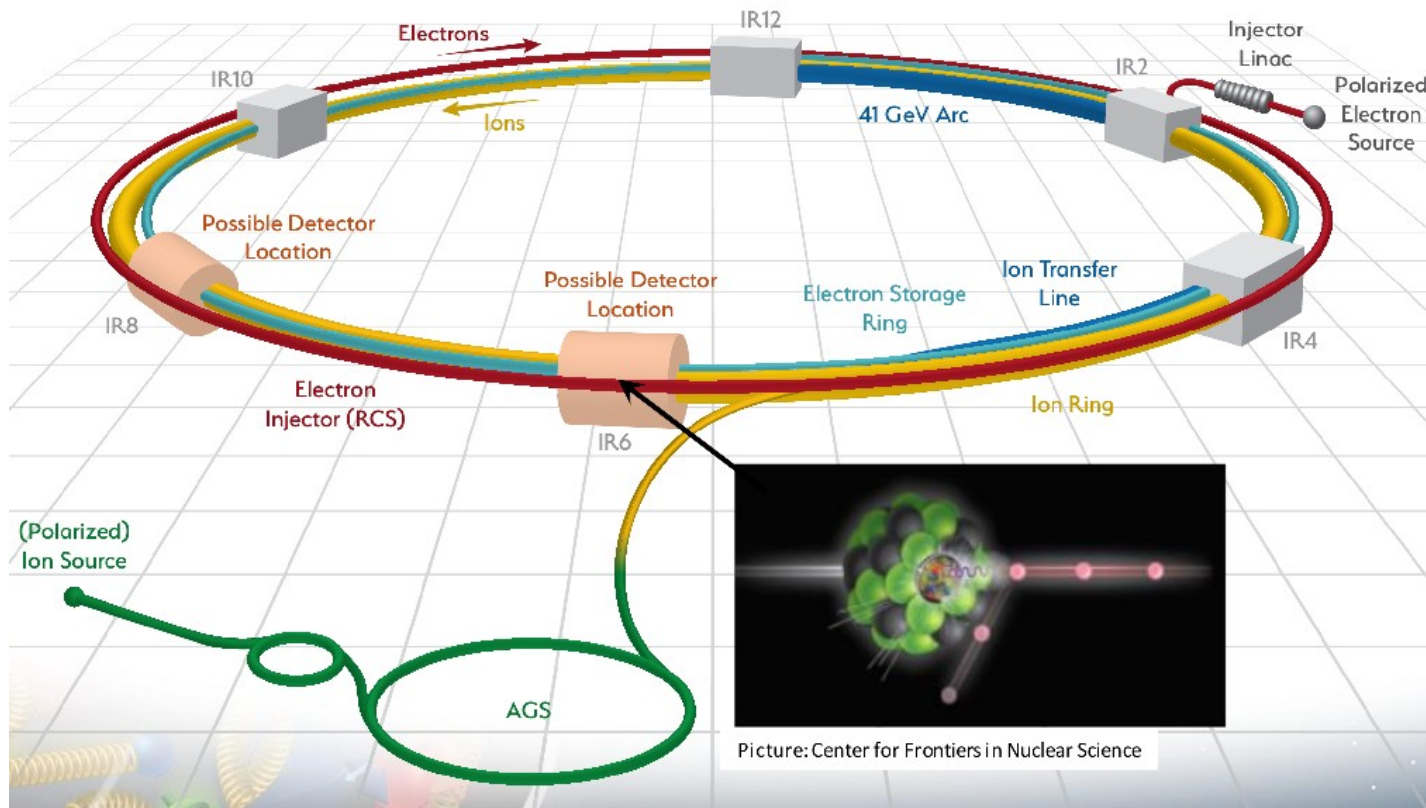 IR12
Electrons
Injector
Linac
IR10
IR2
Polarized
Electron
Source
Ions
41 GeV Arc
Possible Detector
Location
Possible Detector
Location
Ion Transfer
Line
Electron Storage
Ring
IR8
IR4
Electron
Injector (RCS)
Ion Ring
IR6
(Polarized)
Ion Source
AGS
Picture: Center for Frontiers in Nuclear Science